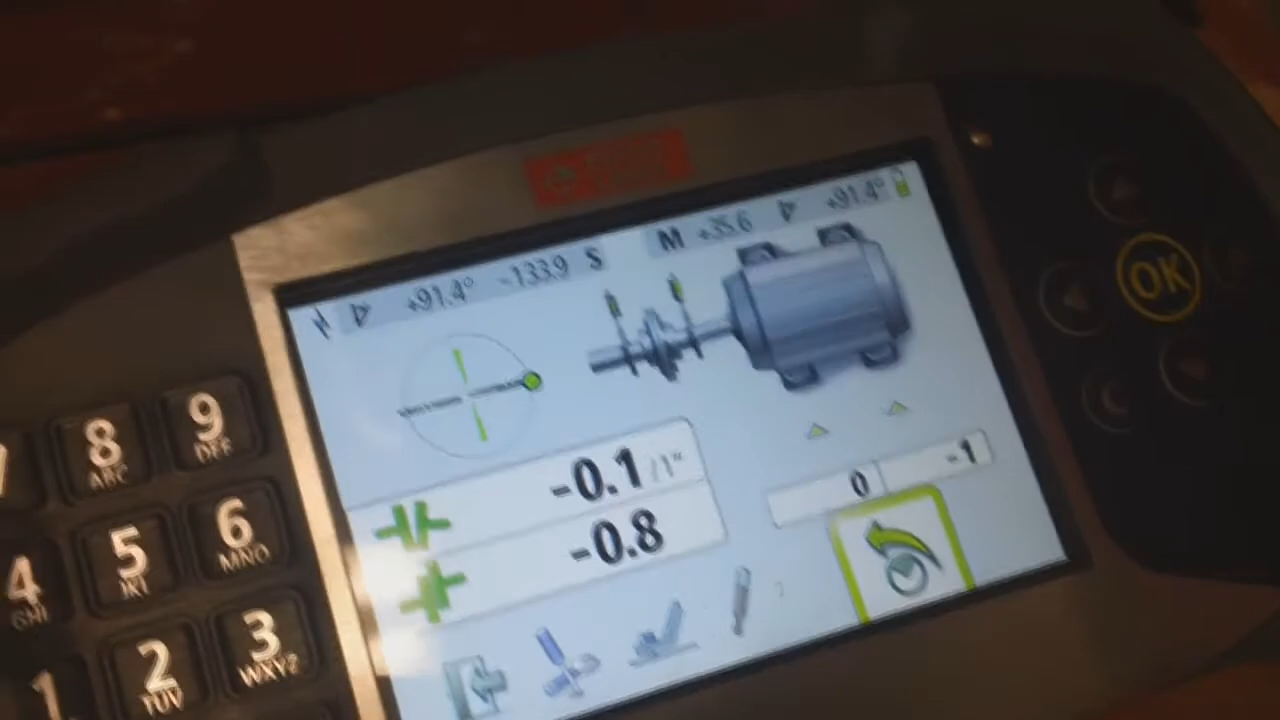 +91.4° -133.9 S M +35.6 +91.4°
-0.1 /1"
-0.8
0 -1
OK
8 9
ABC DEF
4 5 6
GHI JKL MNO
1 2 3
TUV WXYZ